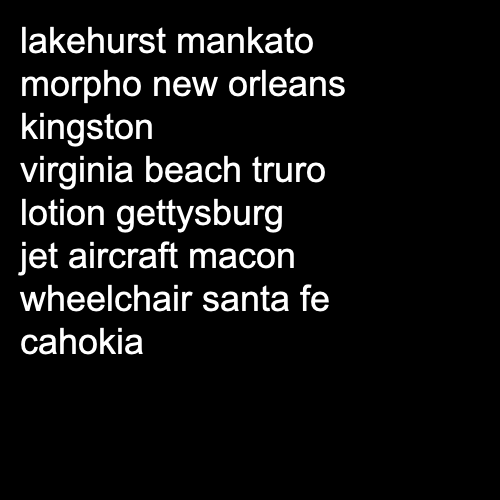 lakehurst mankato
morpho new orleans
kingston
virginia beach truro
lotion gettysburg
jet aircraft macon
wheelchair santa fe
cahokia